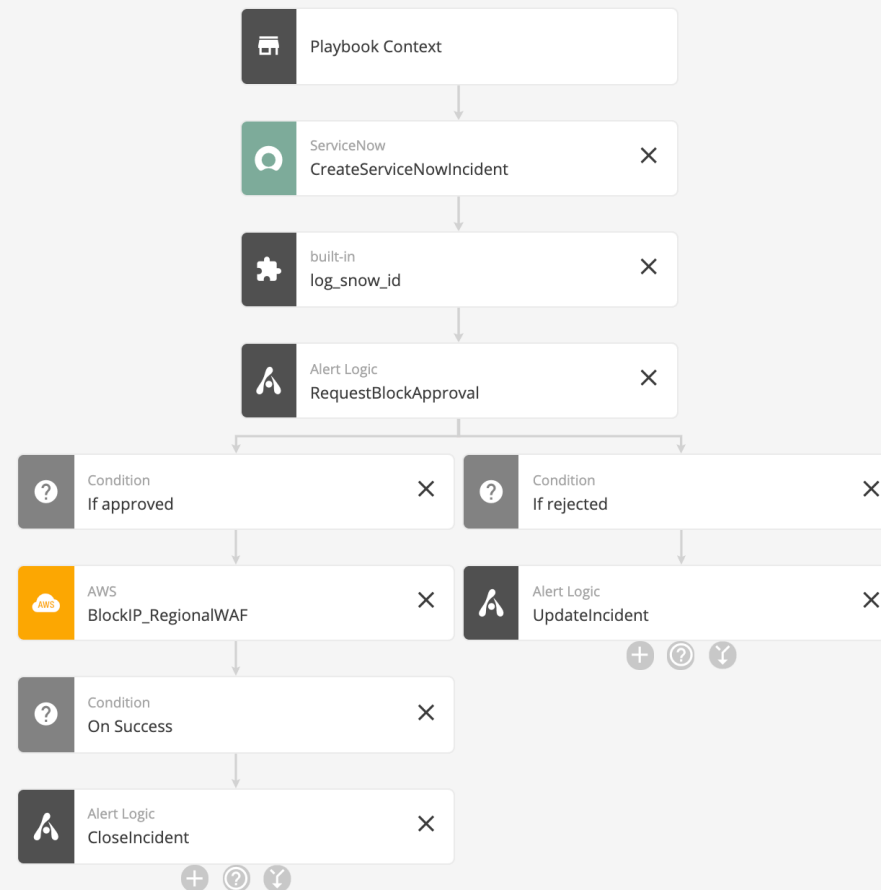 Playbook Context
ServiceNow
CreateServiceNowIncident
built-in
log_snow_id
Alert Logic
RequestBlockApproval
Condition
If approved
Condition
If rejected
AWS
AWS
BlockIP_RegionalWAF
Alert Logic
UpdateIncident
Condition
On Success
Alert Logic
CloseIncident